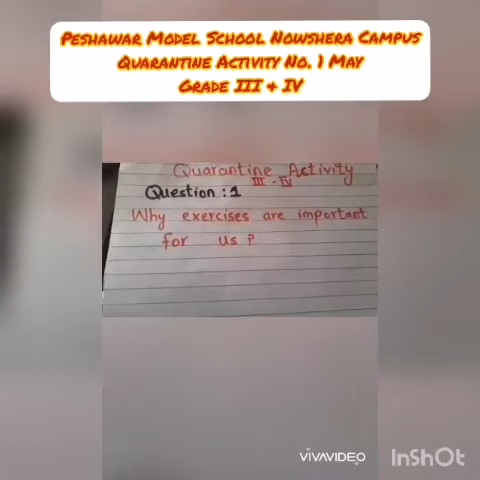 Peshawar Model School Nowshera Campus
Quarantine Activity No. 1 May
Grade III & IV
Quarantine Activity
III - IV
Question : 1
Why exercises are important
for us ?
VIVAVIDEO
InShOt